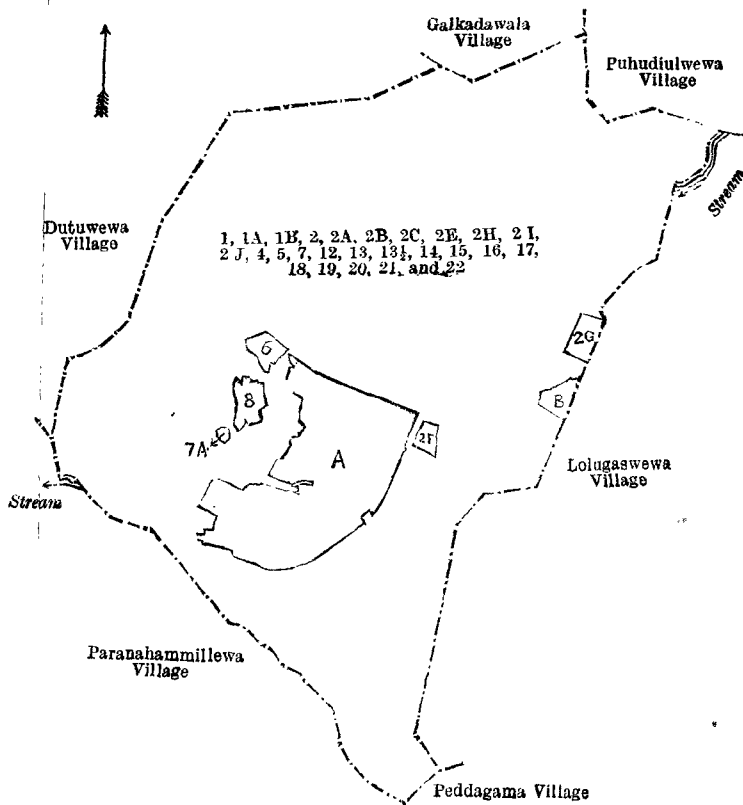 Galkadawala
Village
Puhudiulwewa
Village
Stream
Dutuwewa
Village
1, 1A, 1B, 2, 2A, 2B, 2C, 2E, 2H, 2 I,
2 J, 4, 5, 7, 12, 13, 13½, 14, 15, 16, 17,
18, 19, 20, 21, and 22
2G
6
8
B
7A
2F
A
Lolugaswewa
Village
Stream
Paranahammillewa
Village
Peddagama Village